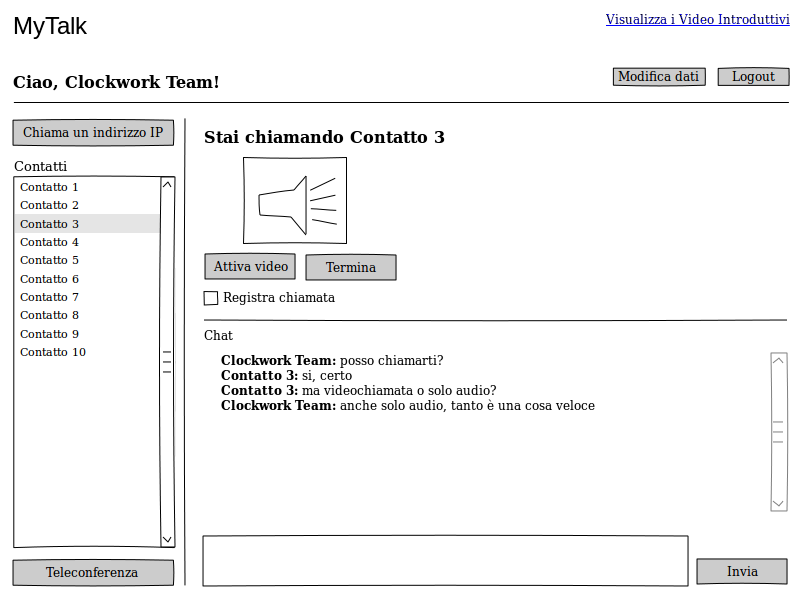 MyTalk
Visualizza i Video Introduttivi
Ciao, Clockwork Team!
Modifica dati
Logout
Chiama un indirizzo IP
Contatti
Contatto 1
Contatto 2
Contatto 3
Contatto 4
Contatto 5
Contatto 6
Contatto 7
Contatto 8
Contatto 9
Contatto 10
Teleconferenza
Stai chiamando Contatto 3
Attiva video
Termina
Registra chiamata
Chat
Clockwork Team: posso chiamarti?
Contatto 3: si, certo
Contatto 3: ma videochiamata o solo audio?
Clockwork Team: anche solo audio, tanto è una cosa veloce
Invia